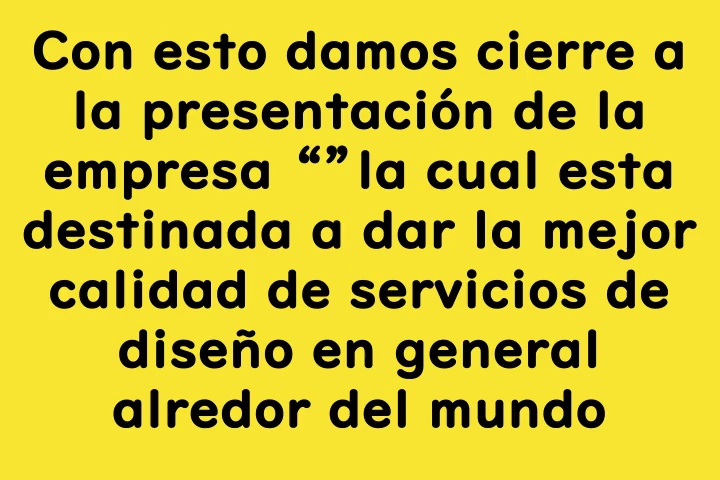 Con esto damos cierre a
la presentación de la
empresa “” la cual esta
destinada a dar la mejor
calidad de servicios de
diseño en general
alredor del mundo